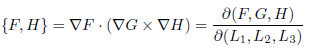 {F, H} = ∇F · (∇G × ∇H) = ∂(F, G, H) / ∂(L₁, L₂, L₃)